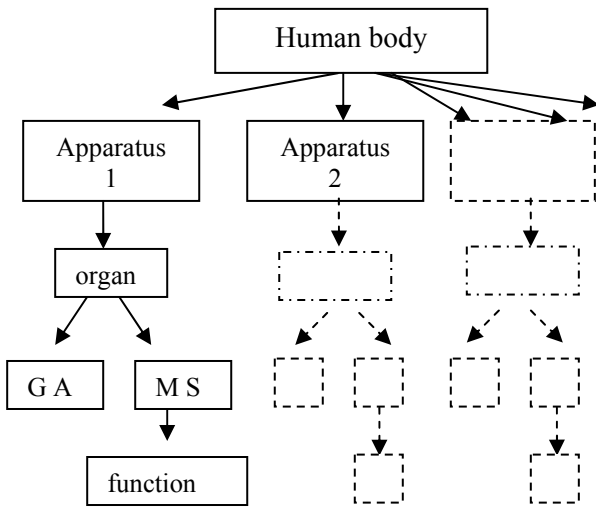 Human body
Apparatus
1
Apparatus
2
organ
G A
M S
function